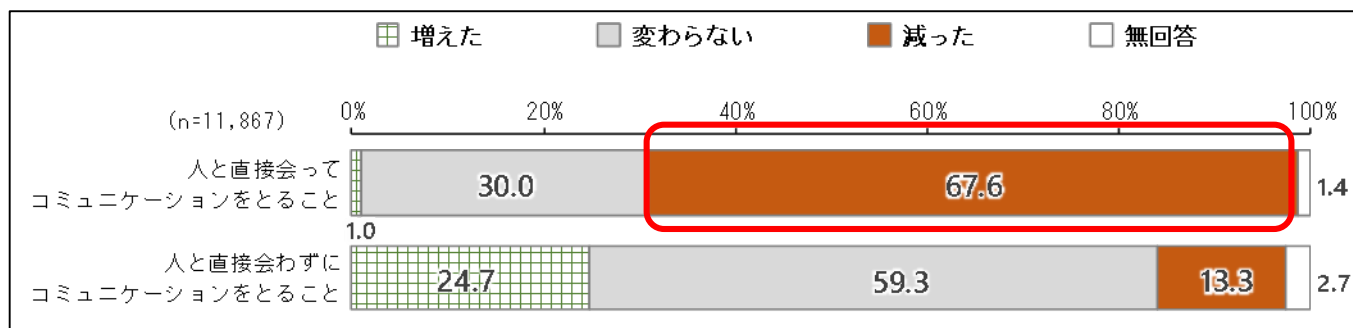 増えた 変わらない 減った 無回答
(n=11,867) 0% 20% 40% 60% 80% 100%
人と直接会って
コミュニケーションをとること
30.0 67.6 1.4
1.0
人と直接会わずに
コミュニケーションをとること
24.7 59.3 13.3 2.7